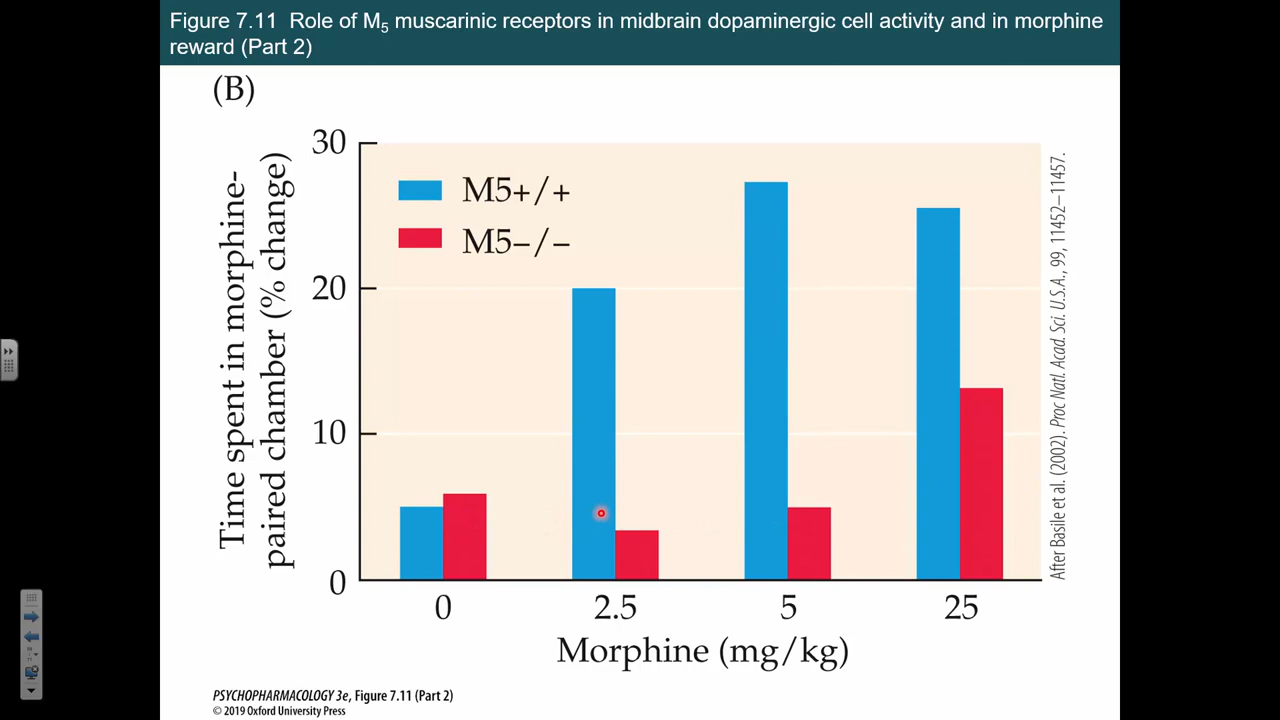 Figure 7.11 Role of M5 muscarinic receptors in midbrain dopaminergic cell activity and in morphine
reward (Part 2)
(B)
Time spent in morphine-
paired chamber (% change)
30
20
10
0
M5+/+
M5–/–
0 2.5 5 25
Morphine (mg/kg)
After Basile et al. (2002). Proc Natl. Acad. Sci. U.S.A., 99, 11452–11457.
PSYCHOPHARMACOLOGY 3e, Figure 7.11 (Part 2)
© 2019 Oxford University Press